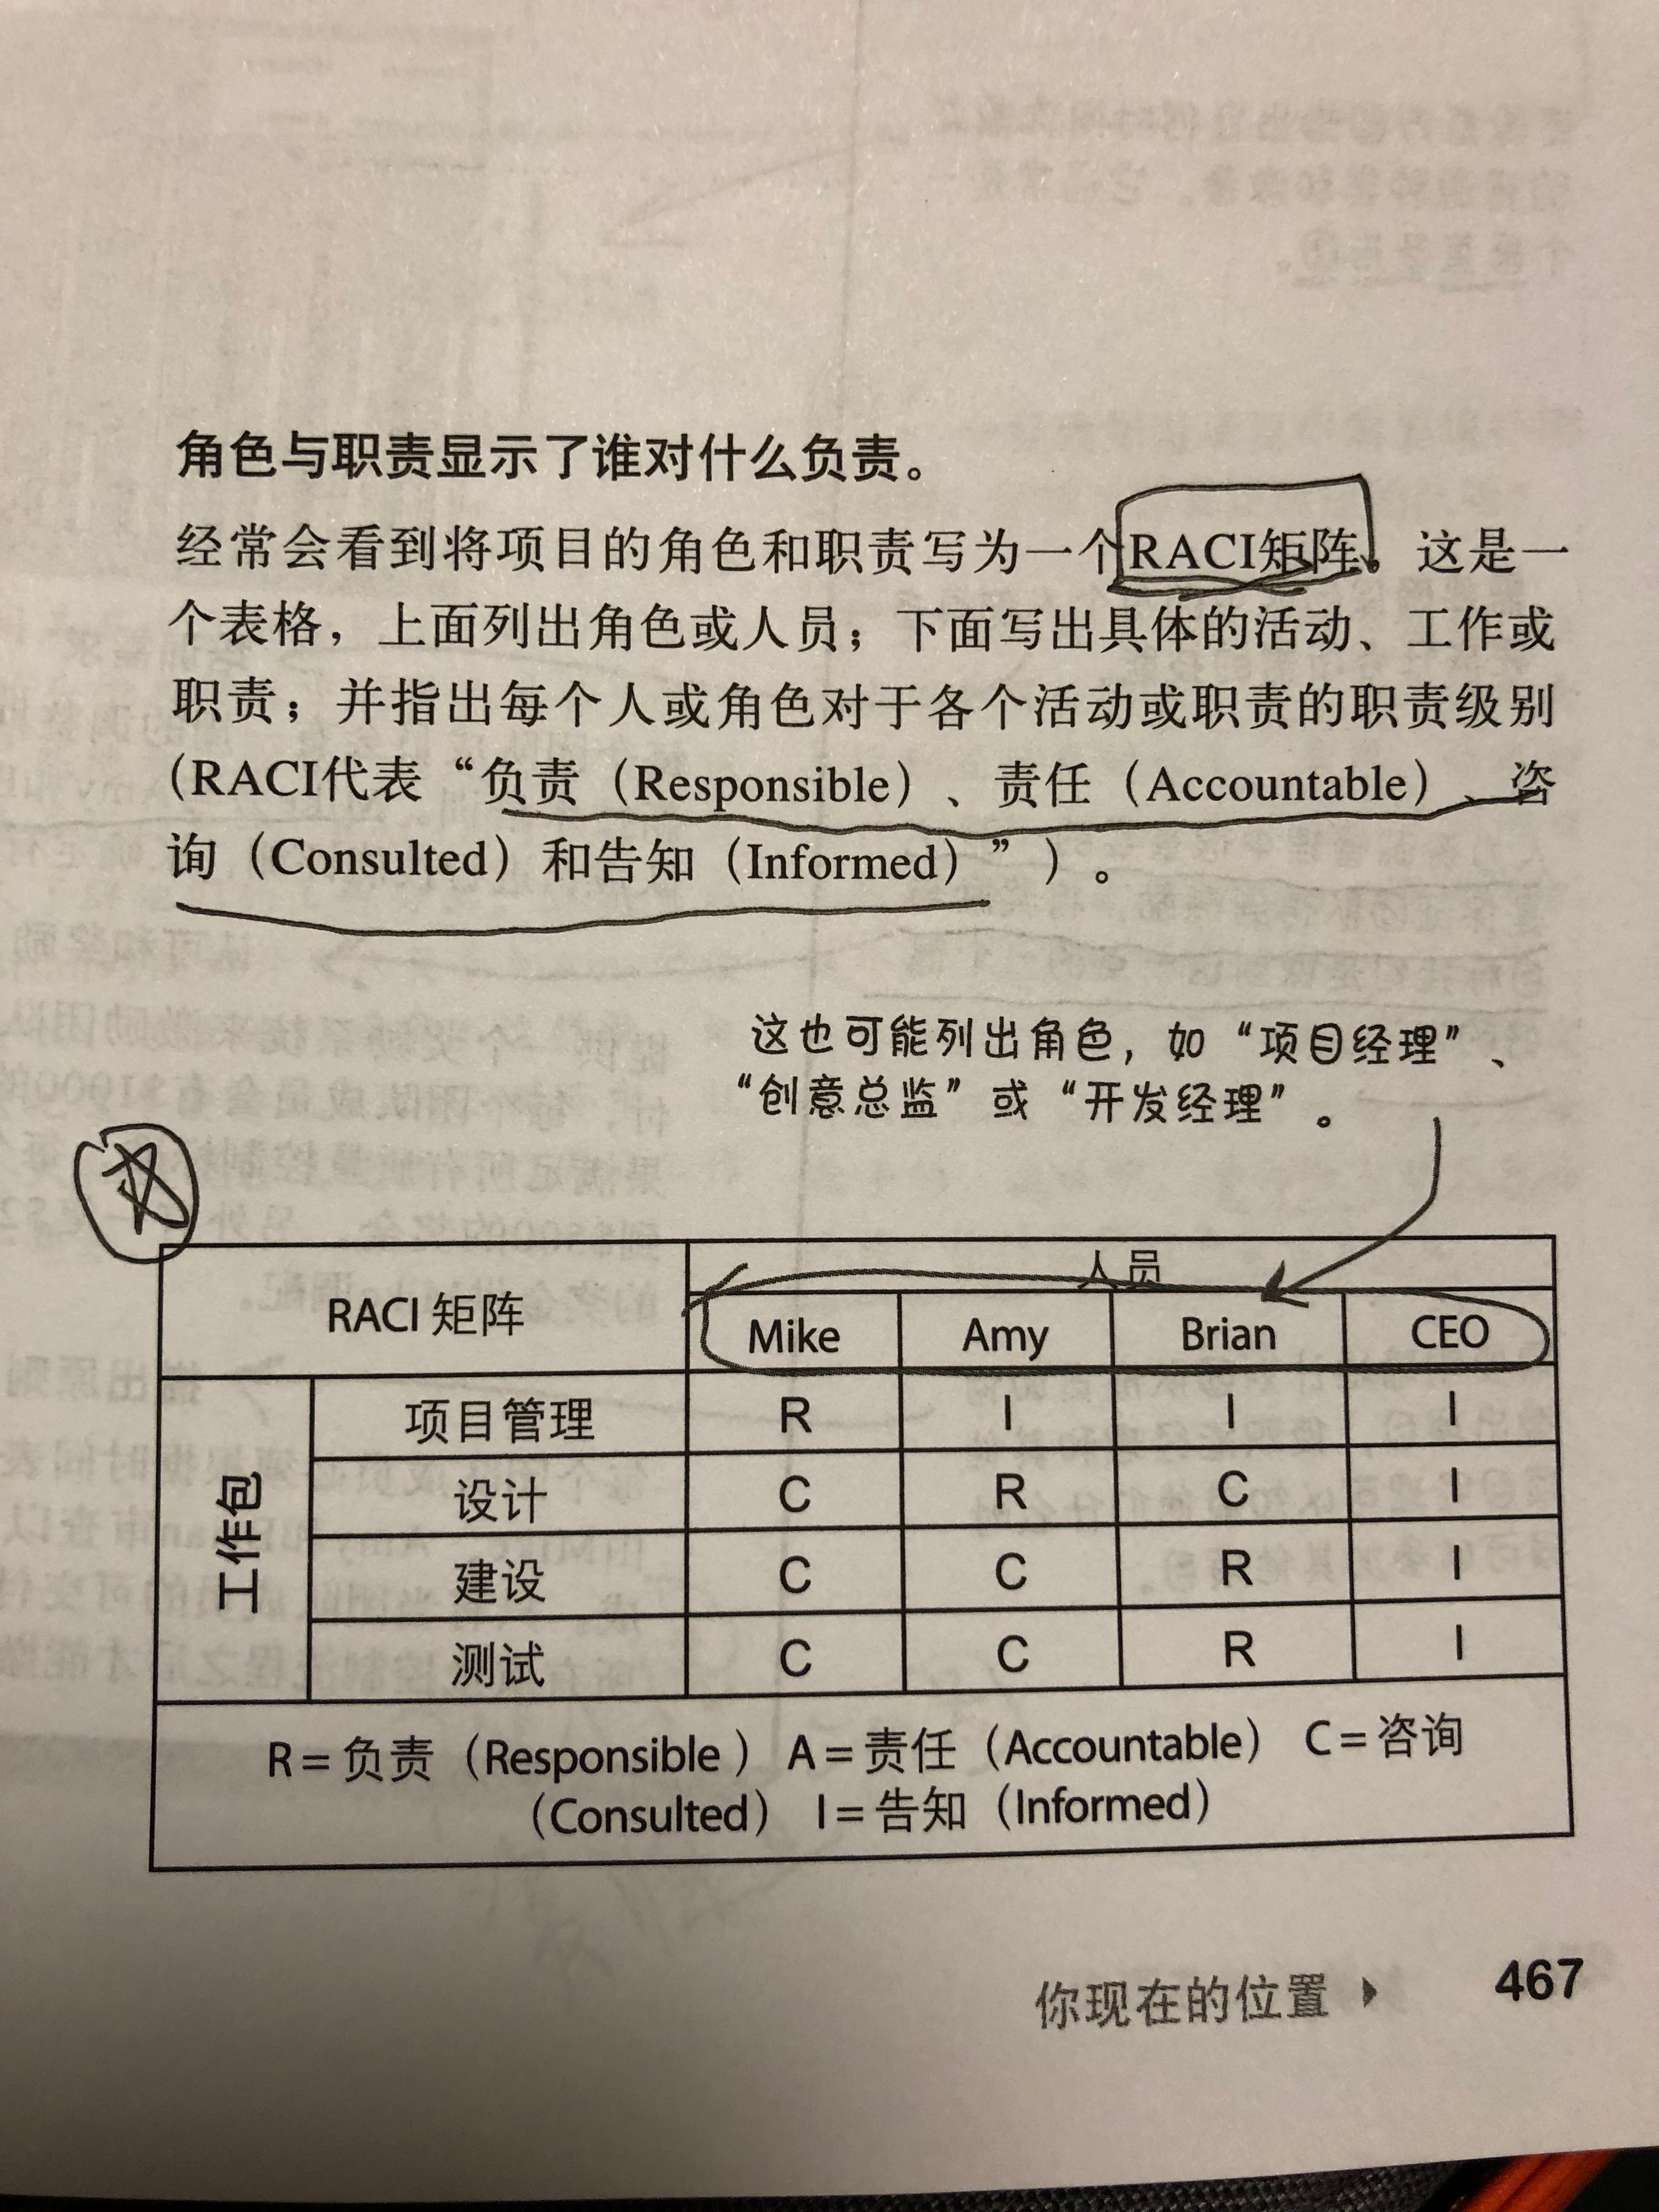 角色与职责显示了谁对什么负责。
经常会看到将项目的角色和职责写为一个RACI矩阵。这是一
个表格，上面列出角色或人员；下面写出具体的活动、工作或
职责；并指出每个人或角色对于各个活动或职责的职责级别
（RACI代表“负责（Responsible）、责任（Accountable）、咨
询（Consulted）和告知（Informed）”）。
这也可能列出角色，如“项目经理”、
“创意总监”或“开发经理”。
人员
RACI 矩阵 Mike Amy Brian CEO
工作包
项目管理 R I I I
设计 C R C I
建设 C C R I
测试 C C R I
R＝负责（Responsible ） A＝责任（Accountable） C＝咨询
（Consulted） I＝告知（Informed）
你现在的位置 467